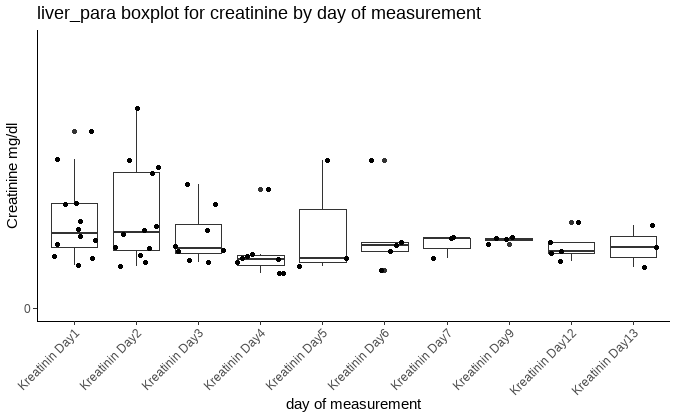 liver_para boxplot for creatinine by day of measurement
Creatinine mg/dl
0
Kreatinin Day1
Kreatinin Day2
Kreatinin Day3
Kreatinin Day4
Kreatinin Day5
Kreatinin Day6
Kreatinin Day7
Kreatinin Day9
Kreatinin Day12
Kreatinin Day13
day of measurement